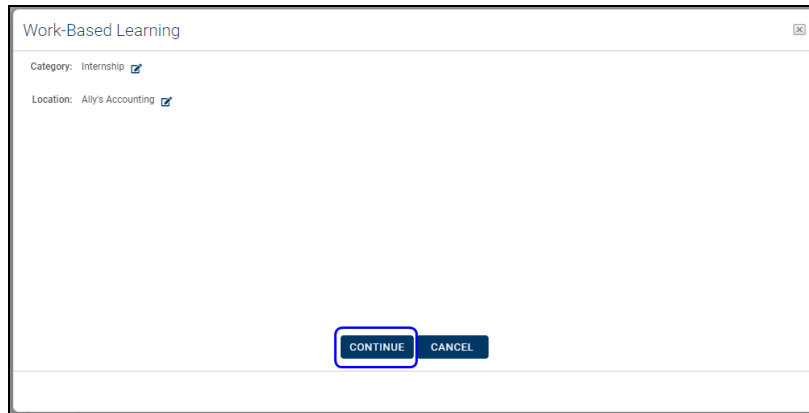 Work-Based Learning
Category: Internship
Location: Ally's Accounting
CONTINUE CANCEL